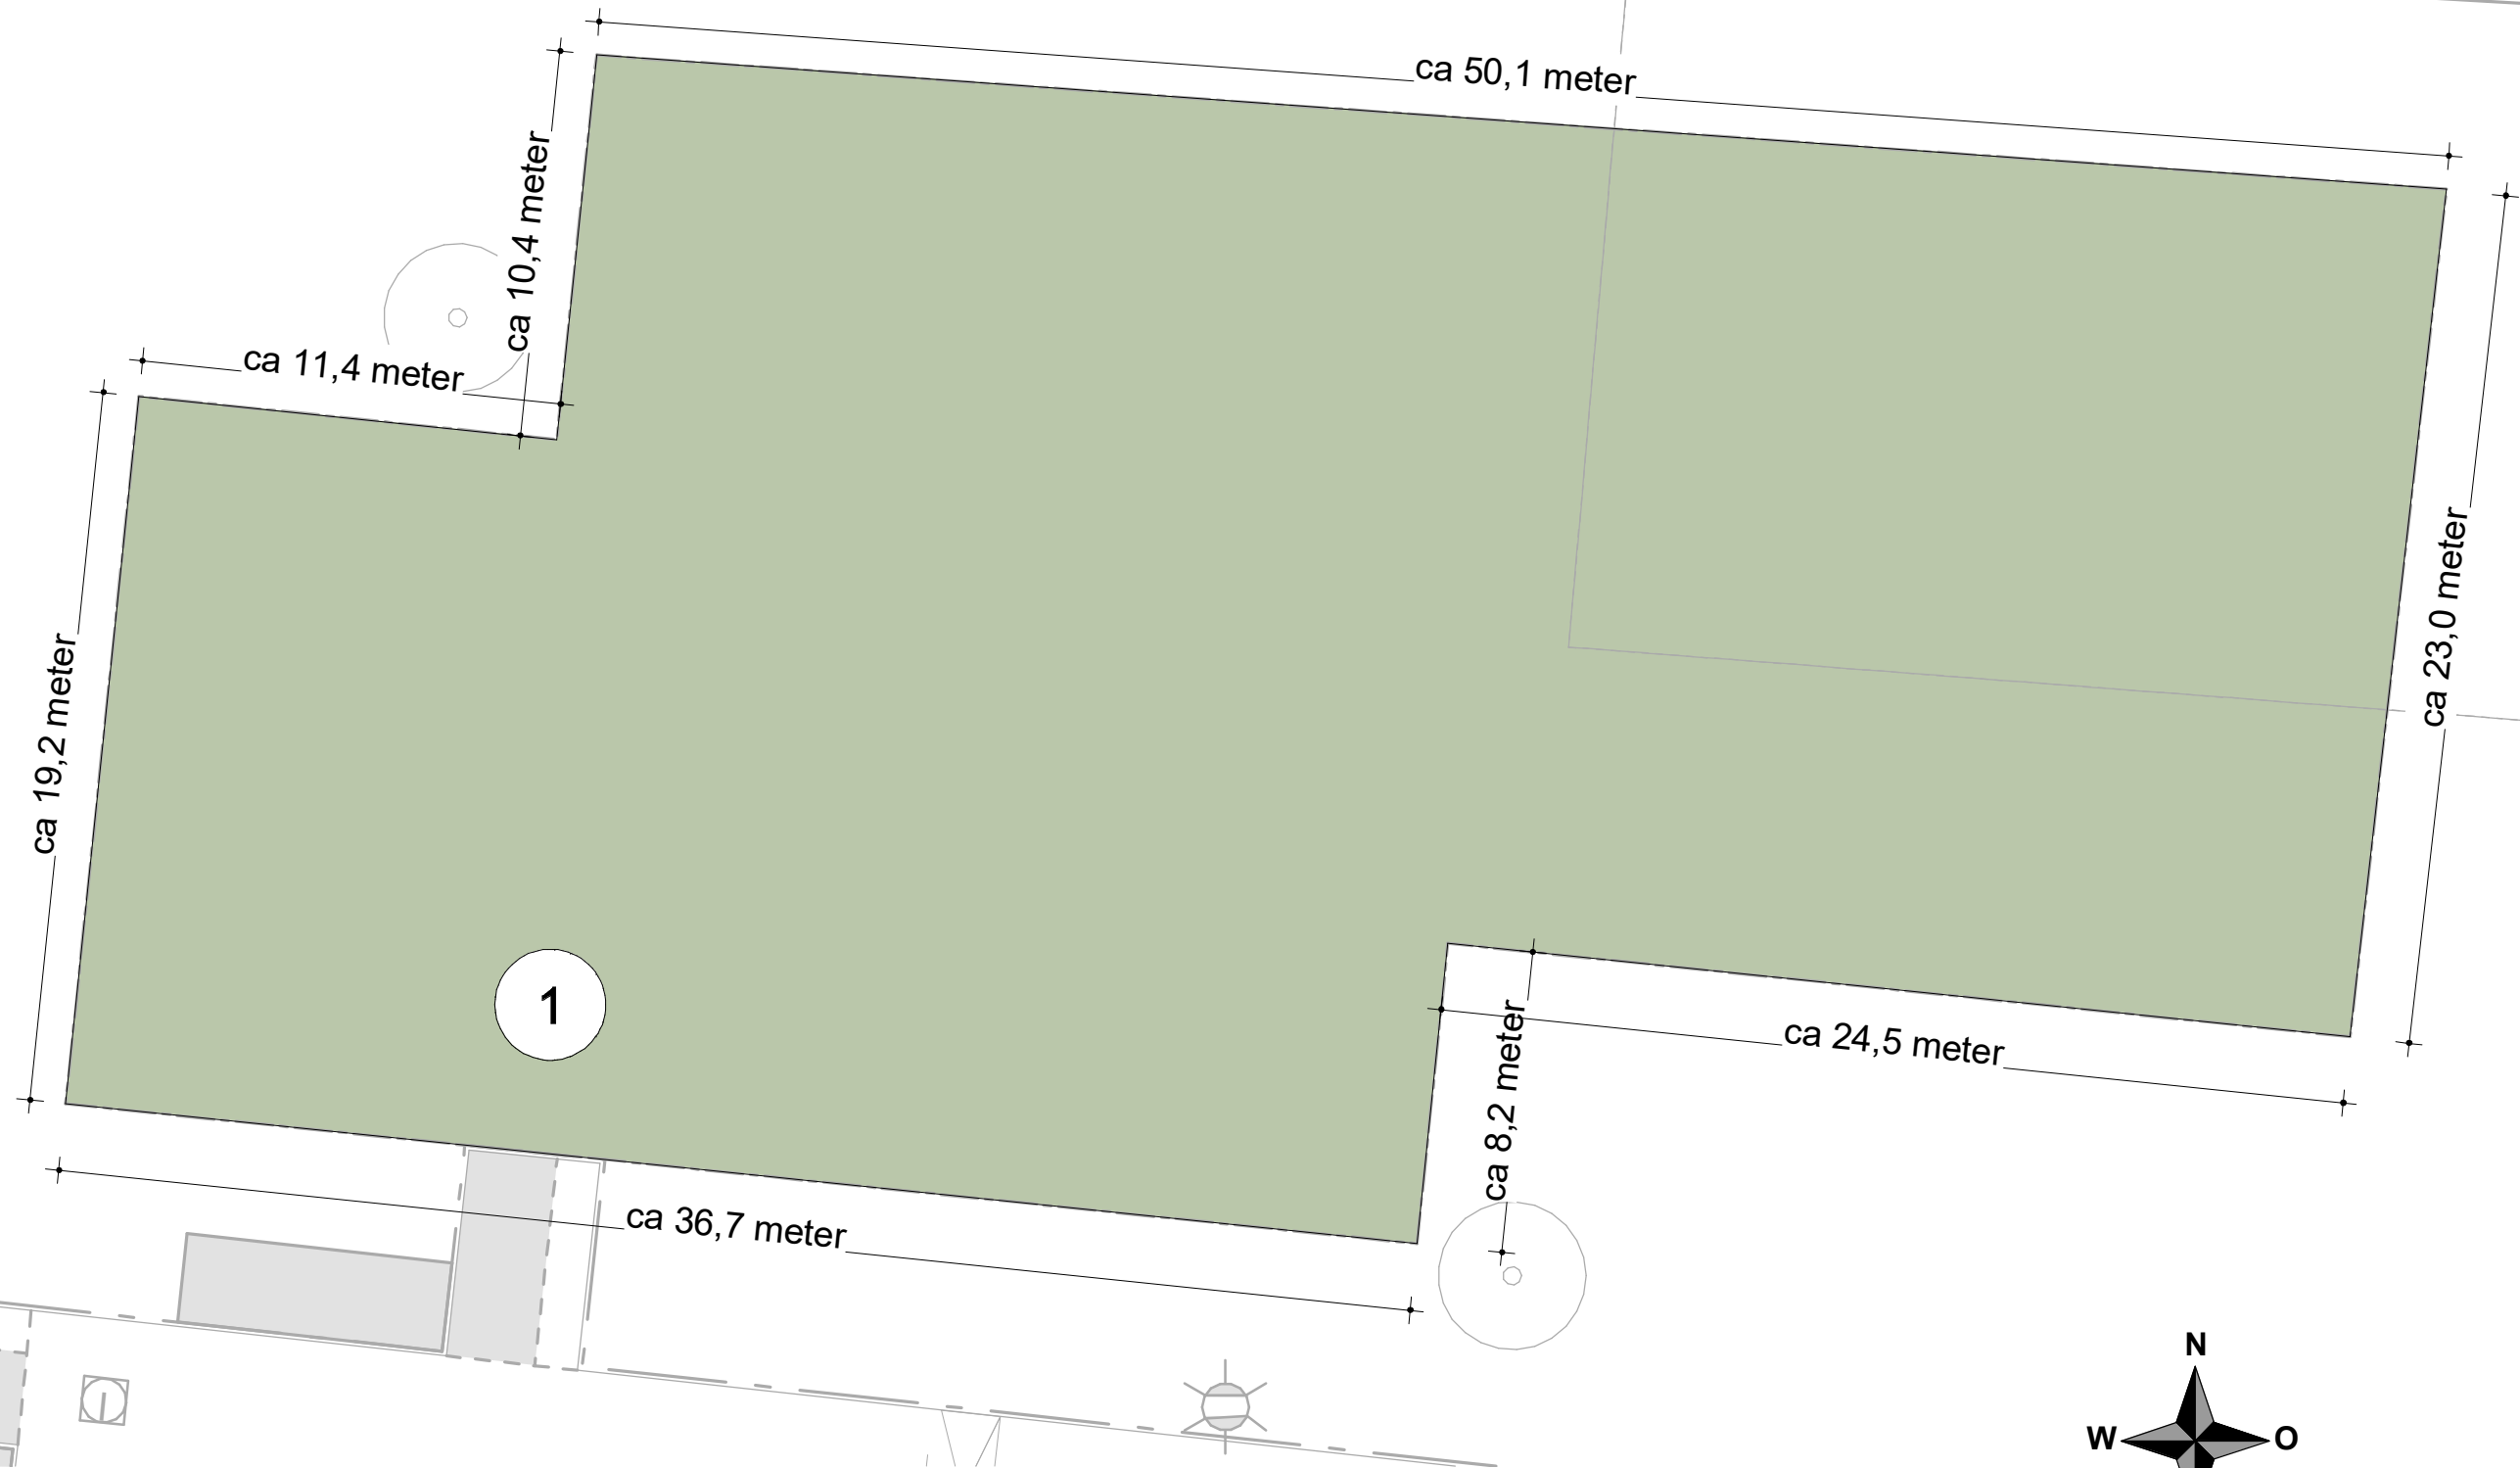 ca 50,1 meter
ca 10,4 meter
ca 11,4 meter
ca 19,2 meter
ca 23,0 meter
1
ca 8,2 meter
ca 24,5 meter
ca 36,7 meter
N
W O